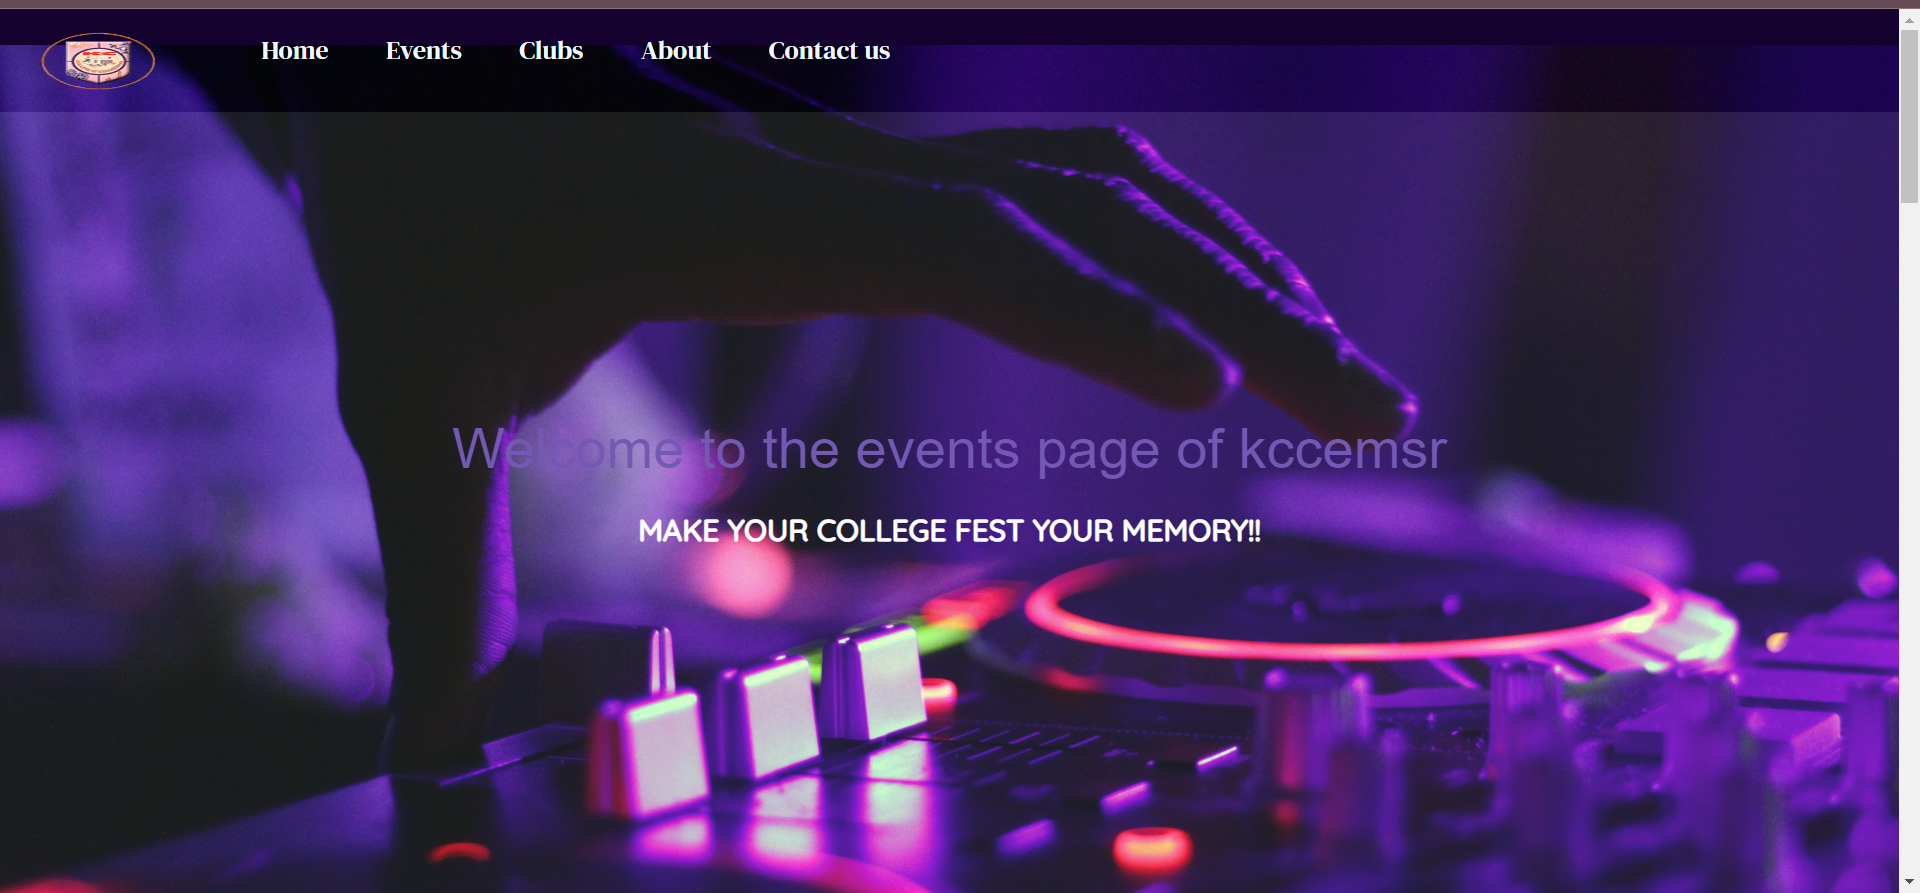 Home Events Clubs About Contact us
Welcome to the events page of kccemsr
MAKE YOUR COLLEGE FEST YOUR MEMORY!!